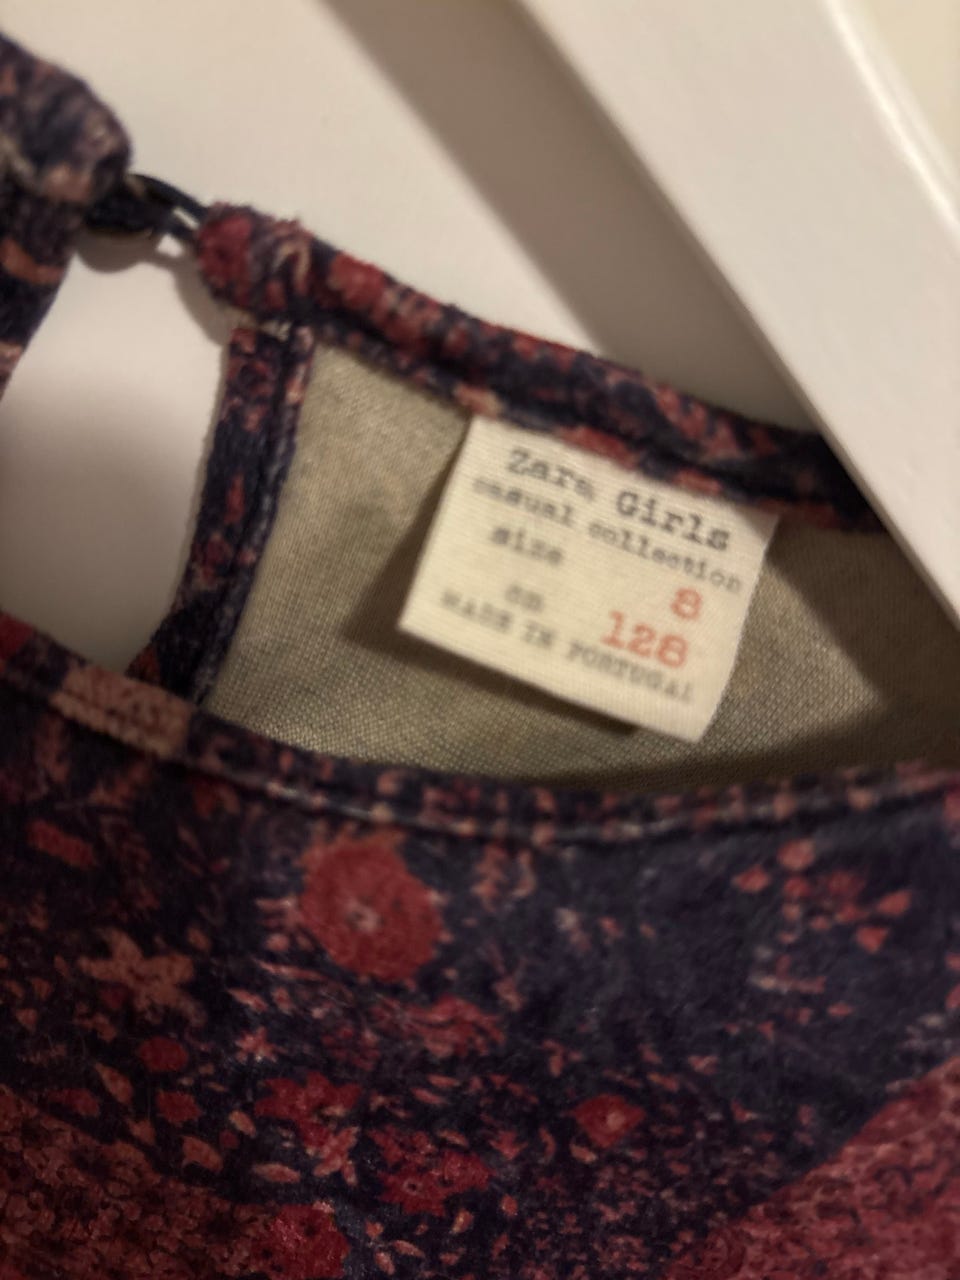 Zara Girls
casual collection
size 8
cm 128
MADE IN PORTUGAL